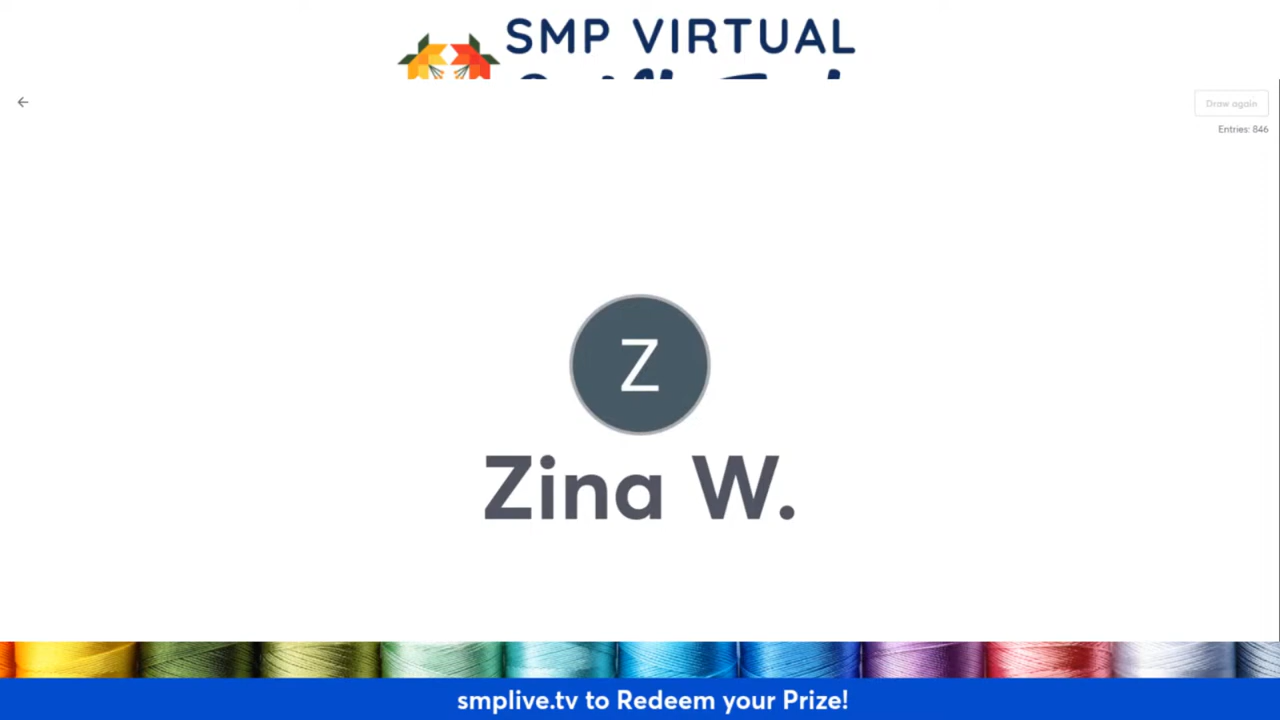 SMP VIRTUAL
Draw again
Entries: 846
Z
Zina W.
smplive.tv to Redeem your Prize!